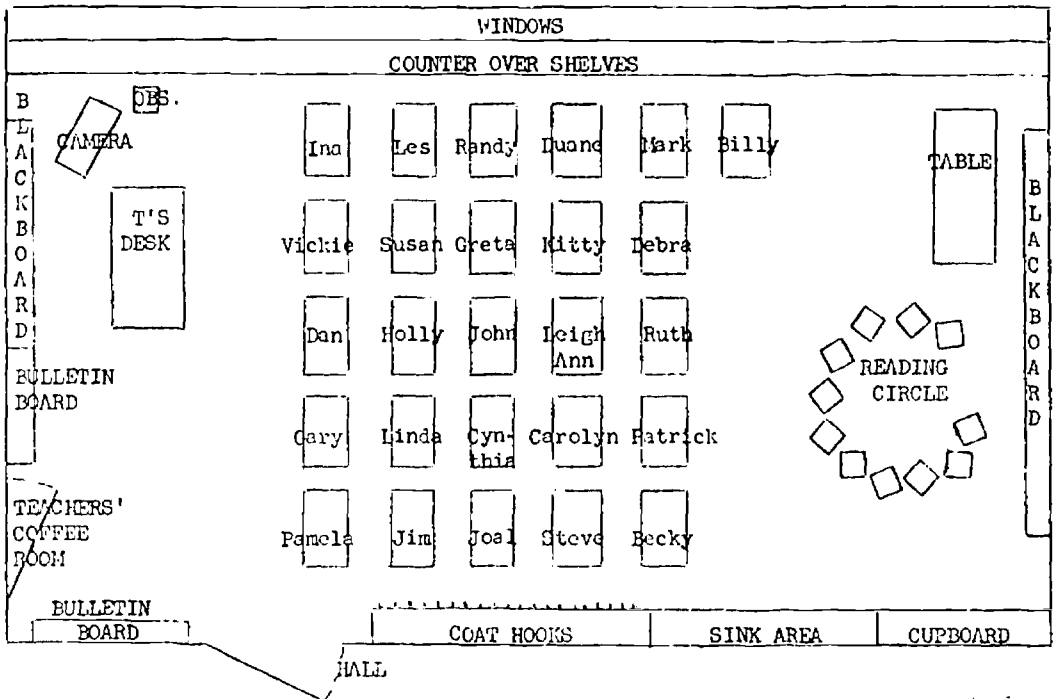 WINDOWS
COUNTER OVER SHELVES
BLACKBOARD
OBS.
CAMERA
T'S
DESK
Ina Les Randy Duane Mark Billy
TABLE
BLACKBOARD
Vickie Susan Greta Kitty Debra
Dan Holly John Leigh Ann Ruth
READING
CIRCLE
BULLETIN
BOARD
Gary Linda Cyn-
thia Carolyn Patrick
TEACHERS'
COFFEE
ROOM
Pamela Jim Joal Steve Becky
BULLETIN
BOARD
COAT HOOKS
SINK AREA
CUPBOARD
HALL